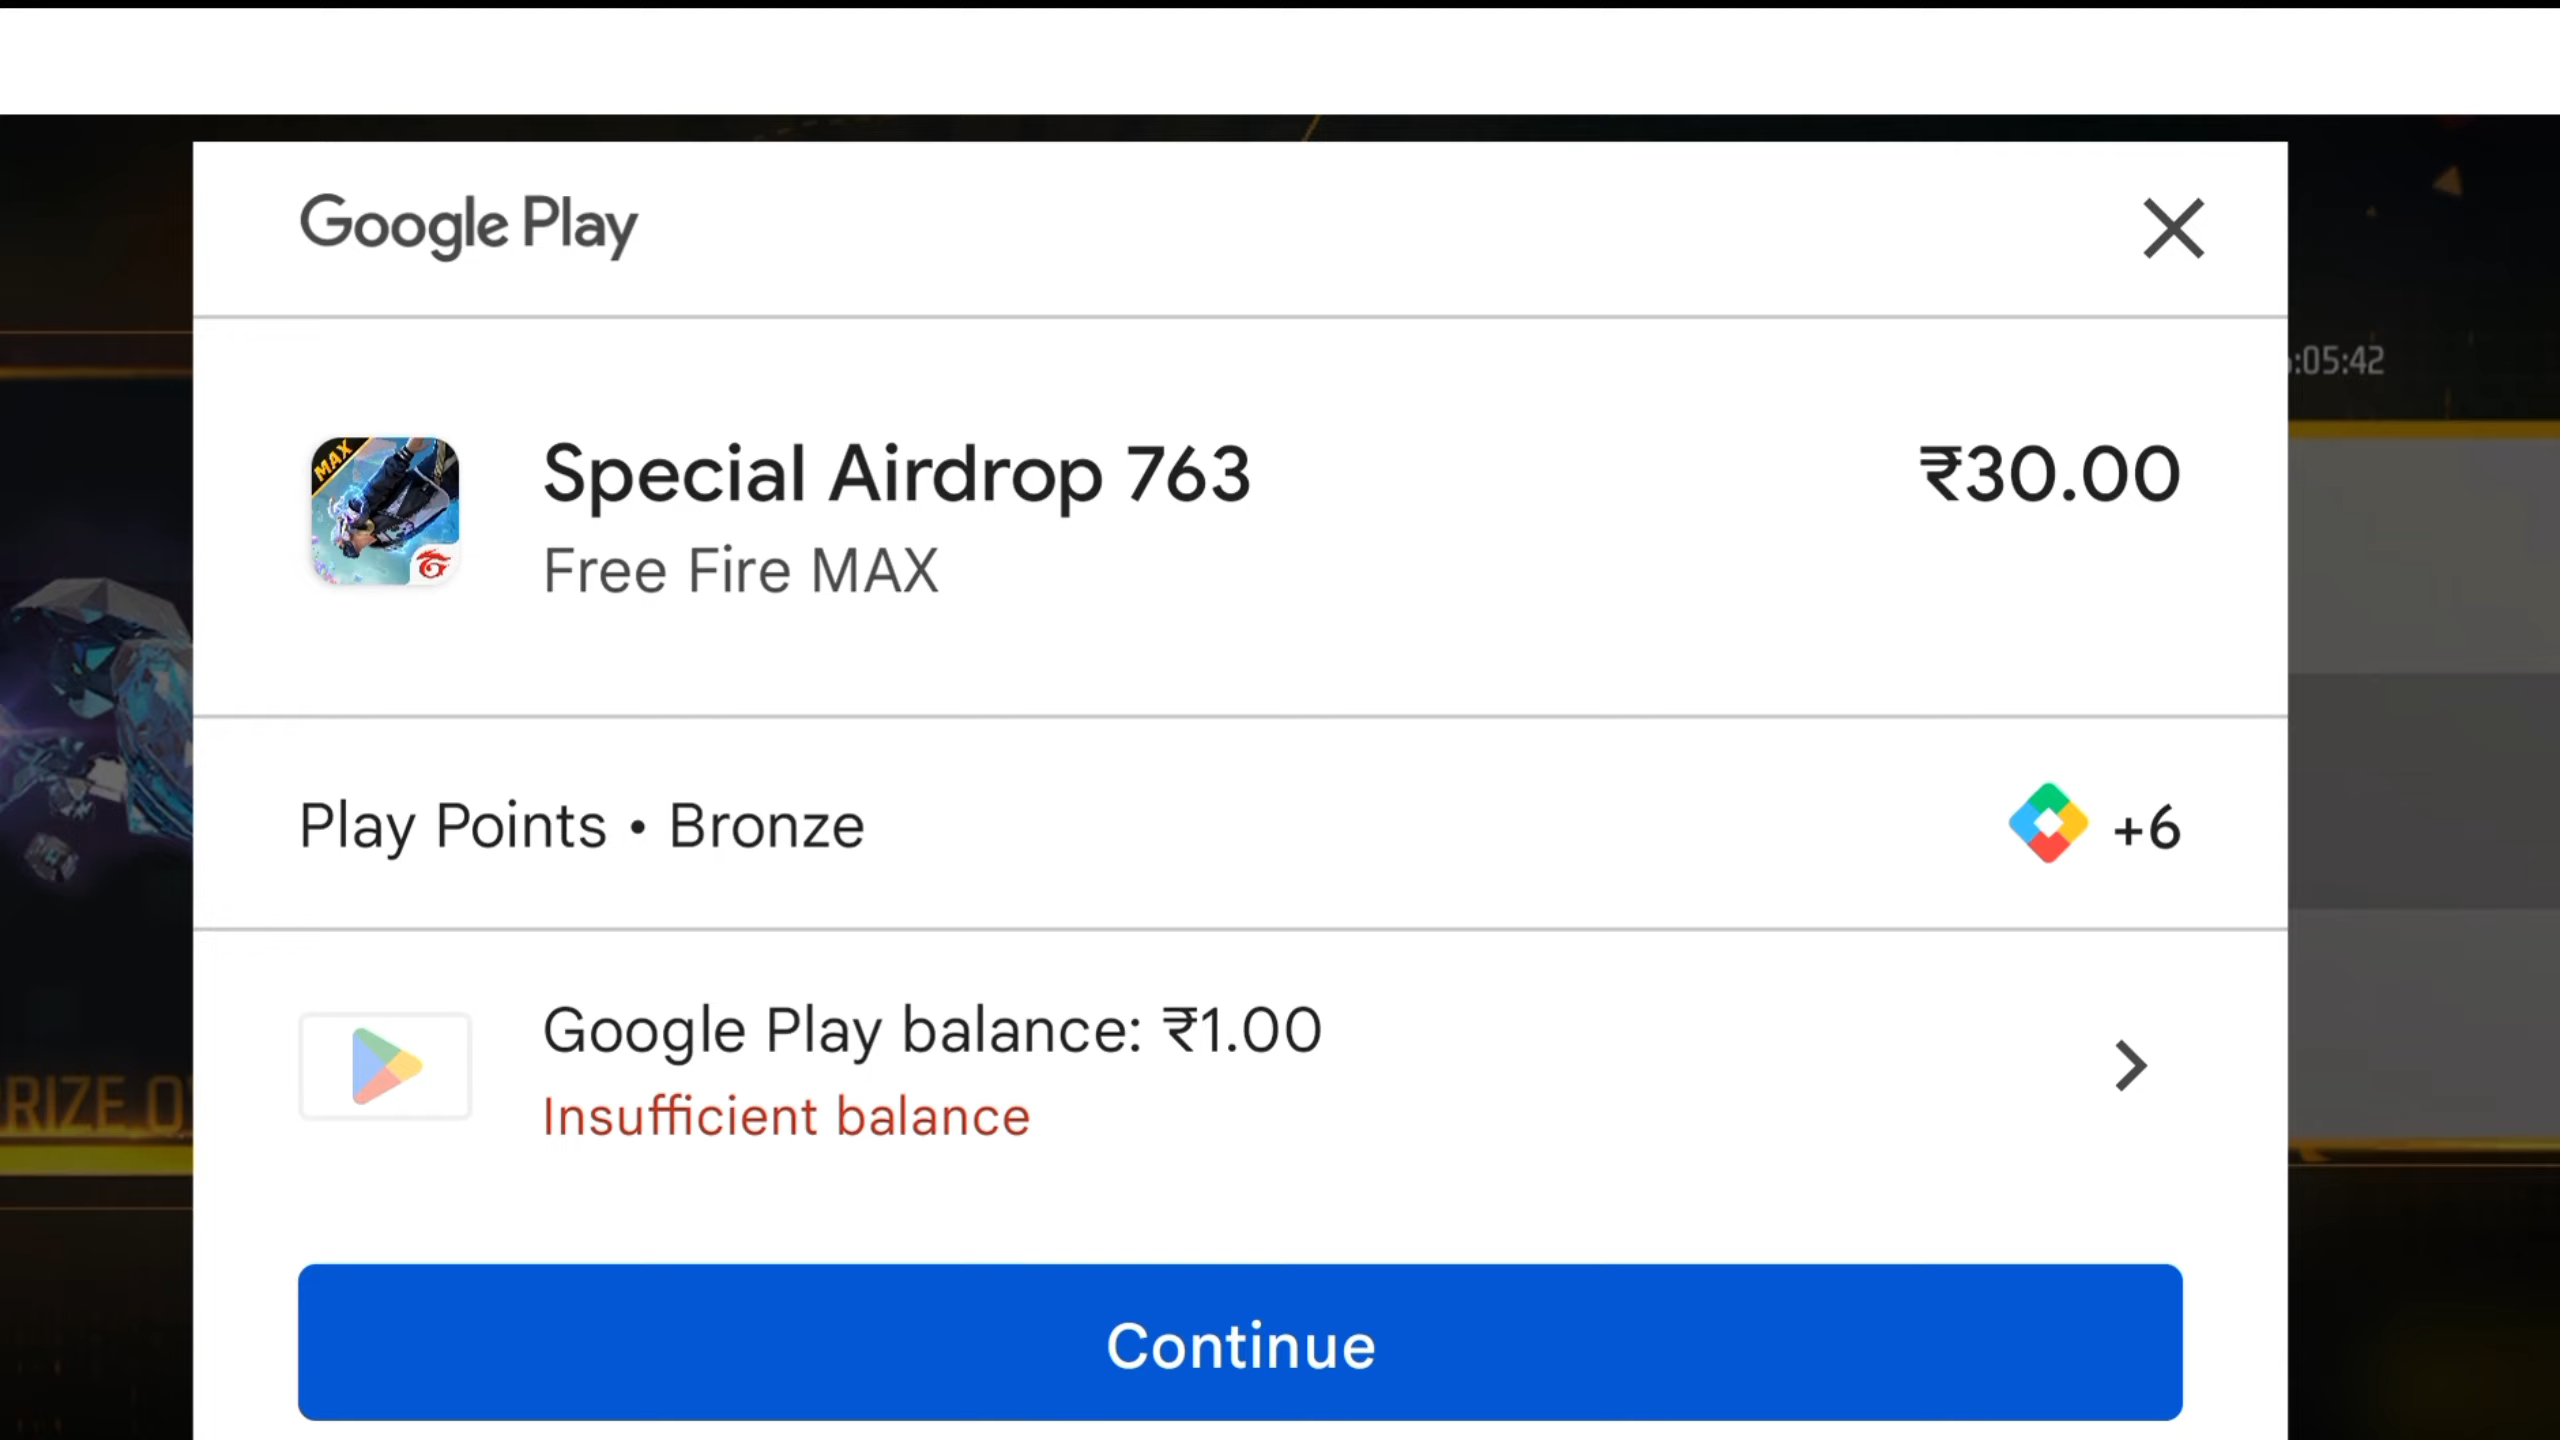 Google Play
:05:42
MAX
Special Airdrop 763
₹30.00
Free Fire MAX
Play Points • Bronze
+6
Google Play balance: ₹1.00
Insufficient balance
RIZE O
Continue